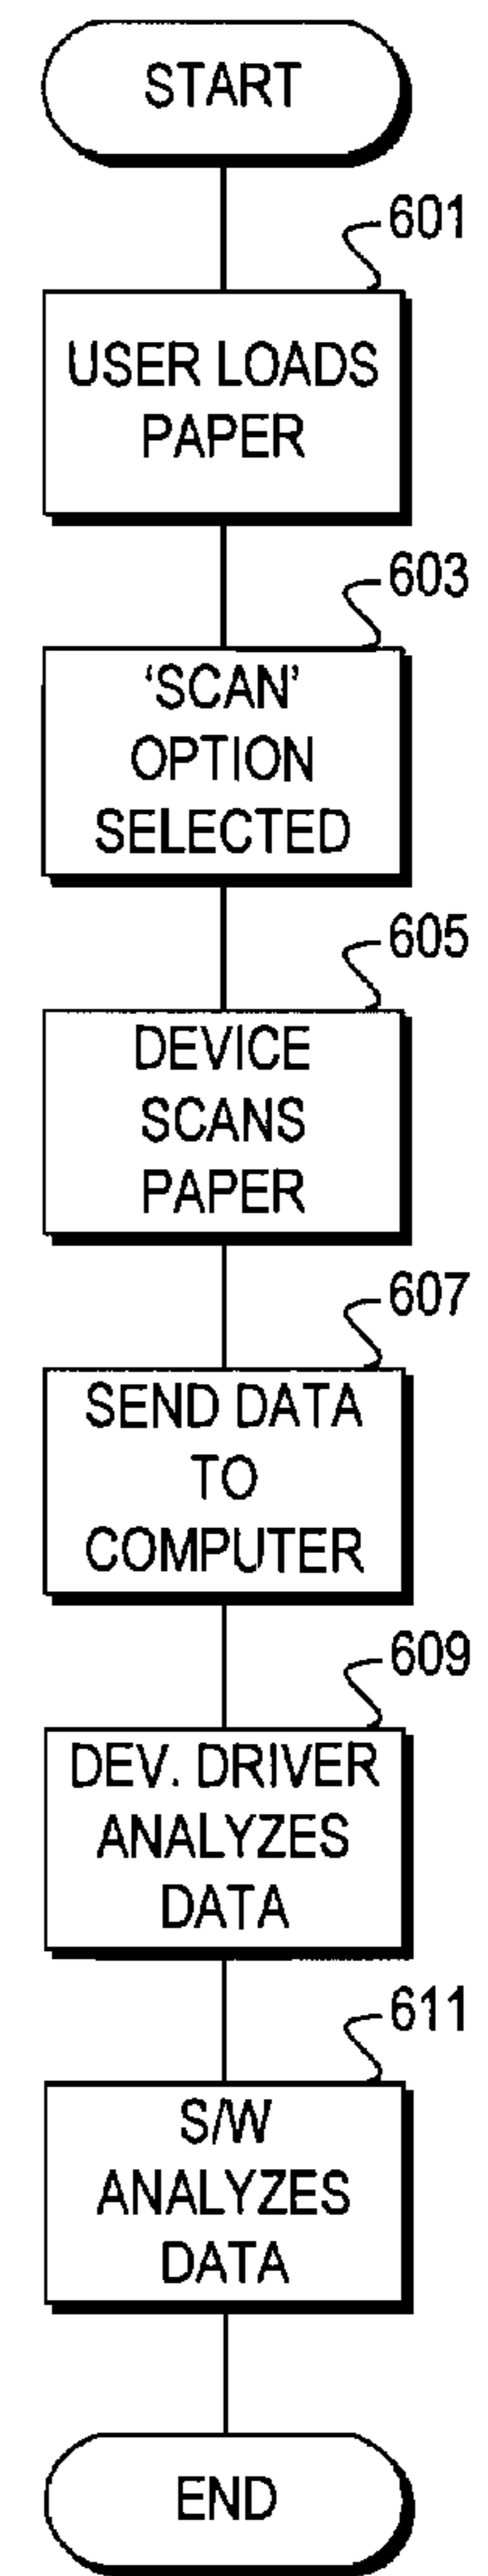 START
601
USER LOADS
PAPER
603
‘SCAN’
OPTION
SELECTED
605
DEVICE
SCANS
PAPER
607
SEND DATA
TO
COMPUTER
609
DEV. DRIVER
ANALYZES
DATA
611
S/W
ANALYZES
DATA
END